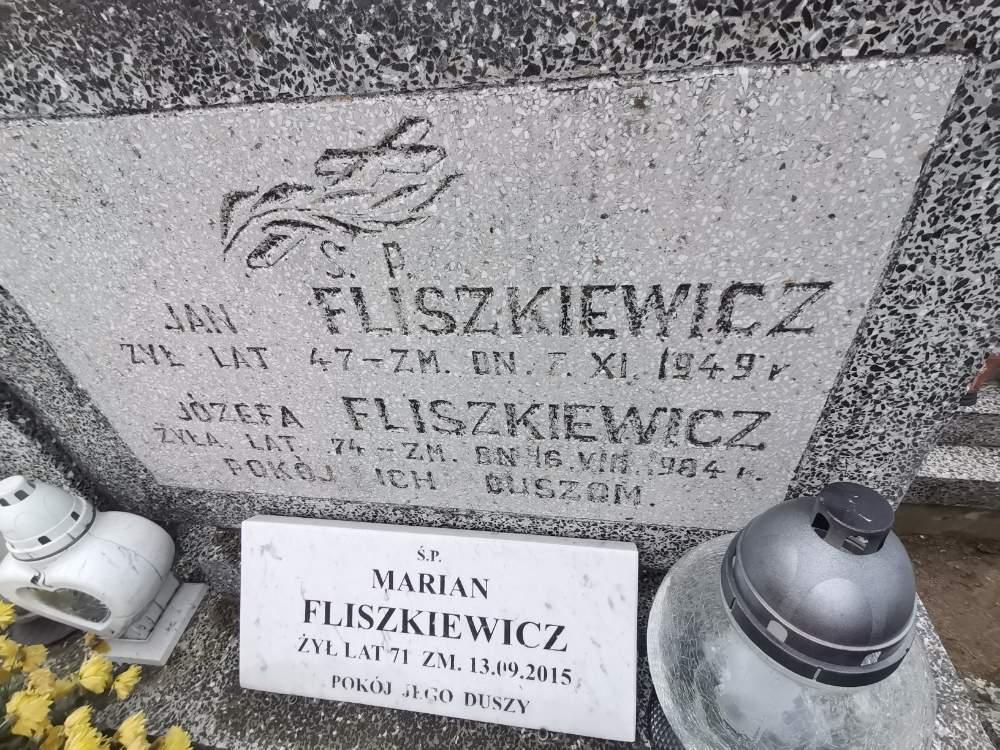 Ś. P.
JAN FLISZKIEWICZ
ŻYŁ LAT 47 – ZM. DN. 7. XI. 1949 r.
JÓZEFA FLISZKIEWICZ
ŻYŁA LAT 74 – ZM. DN 16. VIII. 1984 r.
POKÓJ ICH DUSZOM.
Ś.P.
MARIAN
FLISZKIEWICZ
ŻYŁ LAT 71 ZM. 13.09.2015
POKÓJ JEGO DUSZY